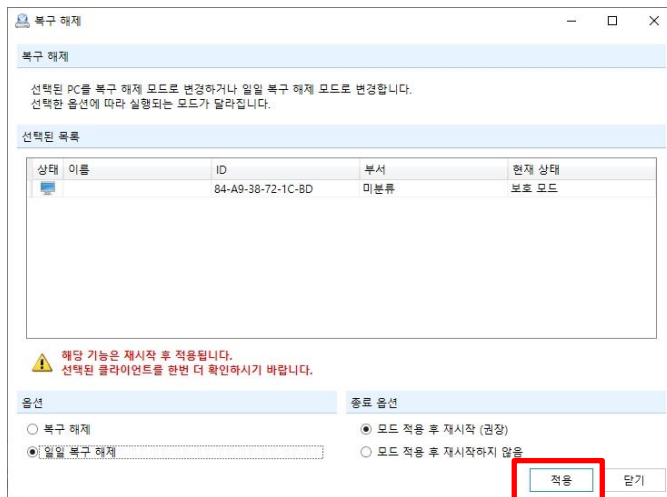 복구 해제
복구 해제
선택된 PC를 복구 해제 모드로 변경하거나 일일 복구 해제 모드로 변경합니다.
선택한 옵션에 따라 실행되는 모드가 달라집니다.
선택된 목록
상태 이름 ID 부서 현재 상태
84-A9-38-72-1C-BD 미분류 보호 모드
해당 기능은 재시작 후 적용됩니다.
선택된 클라이언트를 한번 더 확인하시기 바랍니다.
옵션 종료 옵션
복구 해제 모드 적용 후 재시작 (권장)
일일 복구 해제 모드 적용 후 재시작하지 않음
적용 닫기